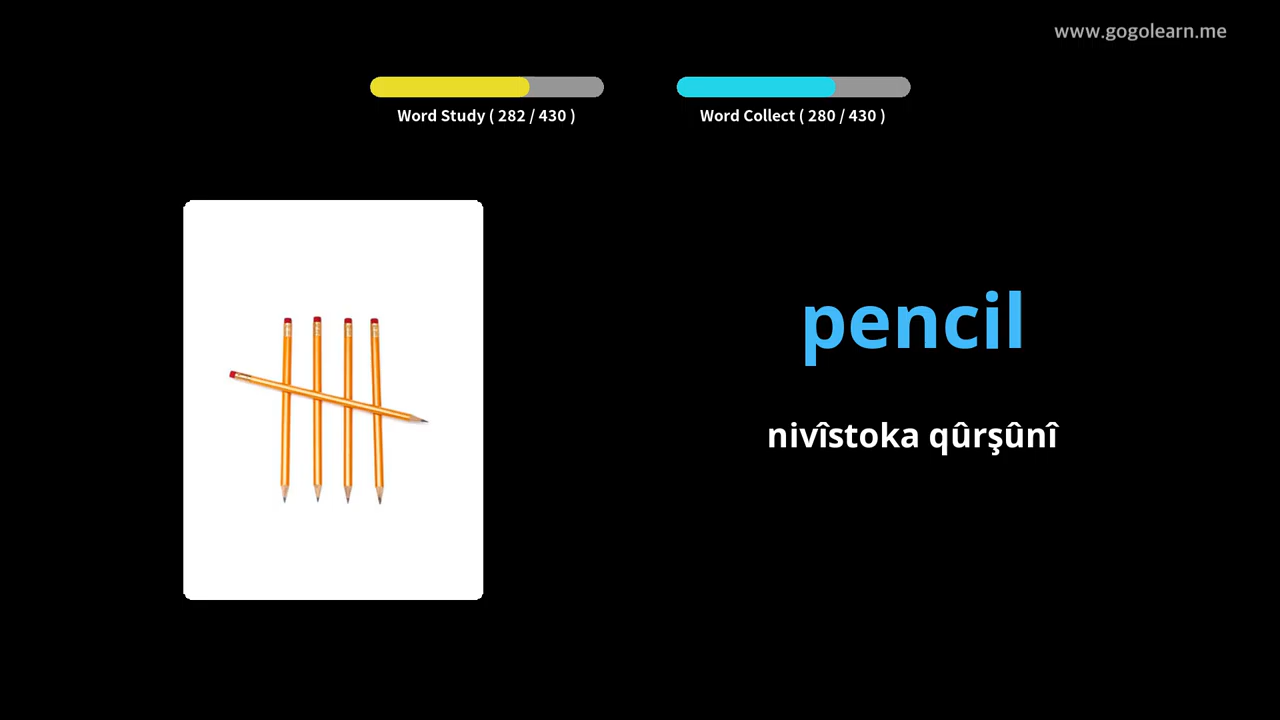 www.gogolearn.me
Word Study ( 282 / 430 )
Word Collect ( 280 / 430 )
pencil
nivîstoka qûrşûnî